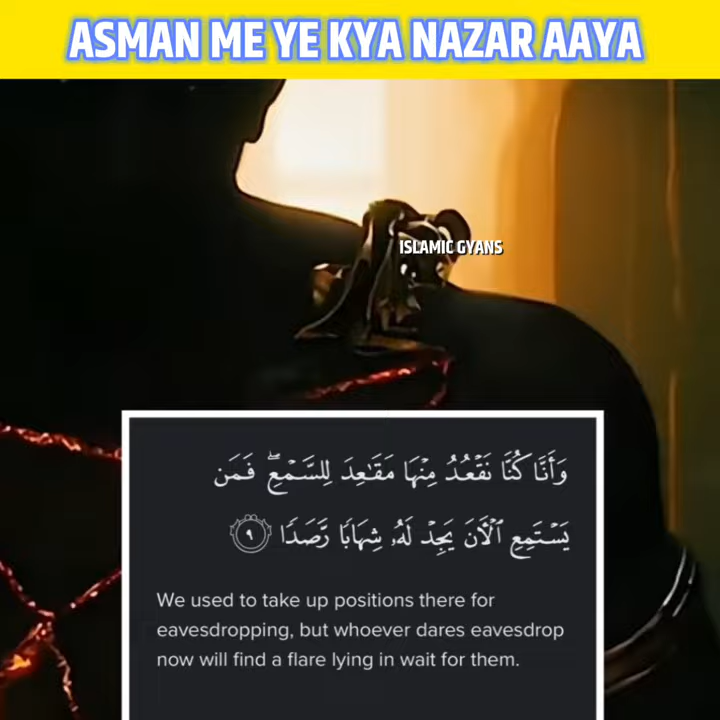 ASMAN ME YE KYA NAZAR AAYA
ISLAMIC GYANS
وَأَنَّا كُنَّا نَقْعُدُ مِنْهَا مَقَـٰعِدَ لِلسَّمْعِ ۖ فَمَن
يَسْتَمِعِ ٱلْـَٔانَ يَجِدْ لَهُۥ شِهَابًا رَّصَدًا ٩
We used to take up positions there for
eavesdropping, but whoever dares eavesdrop
now will find a flare lying in wait for them.